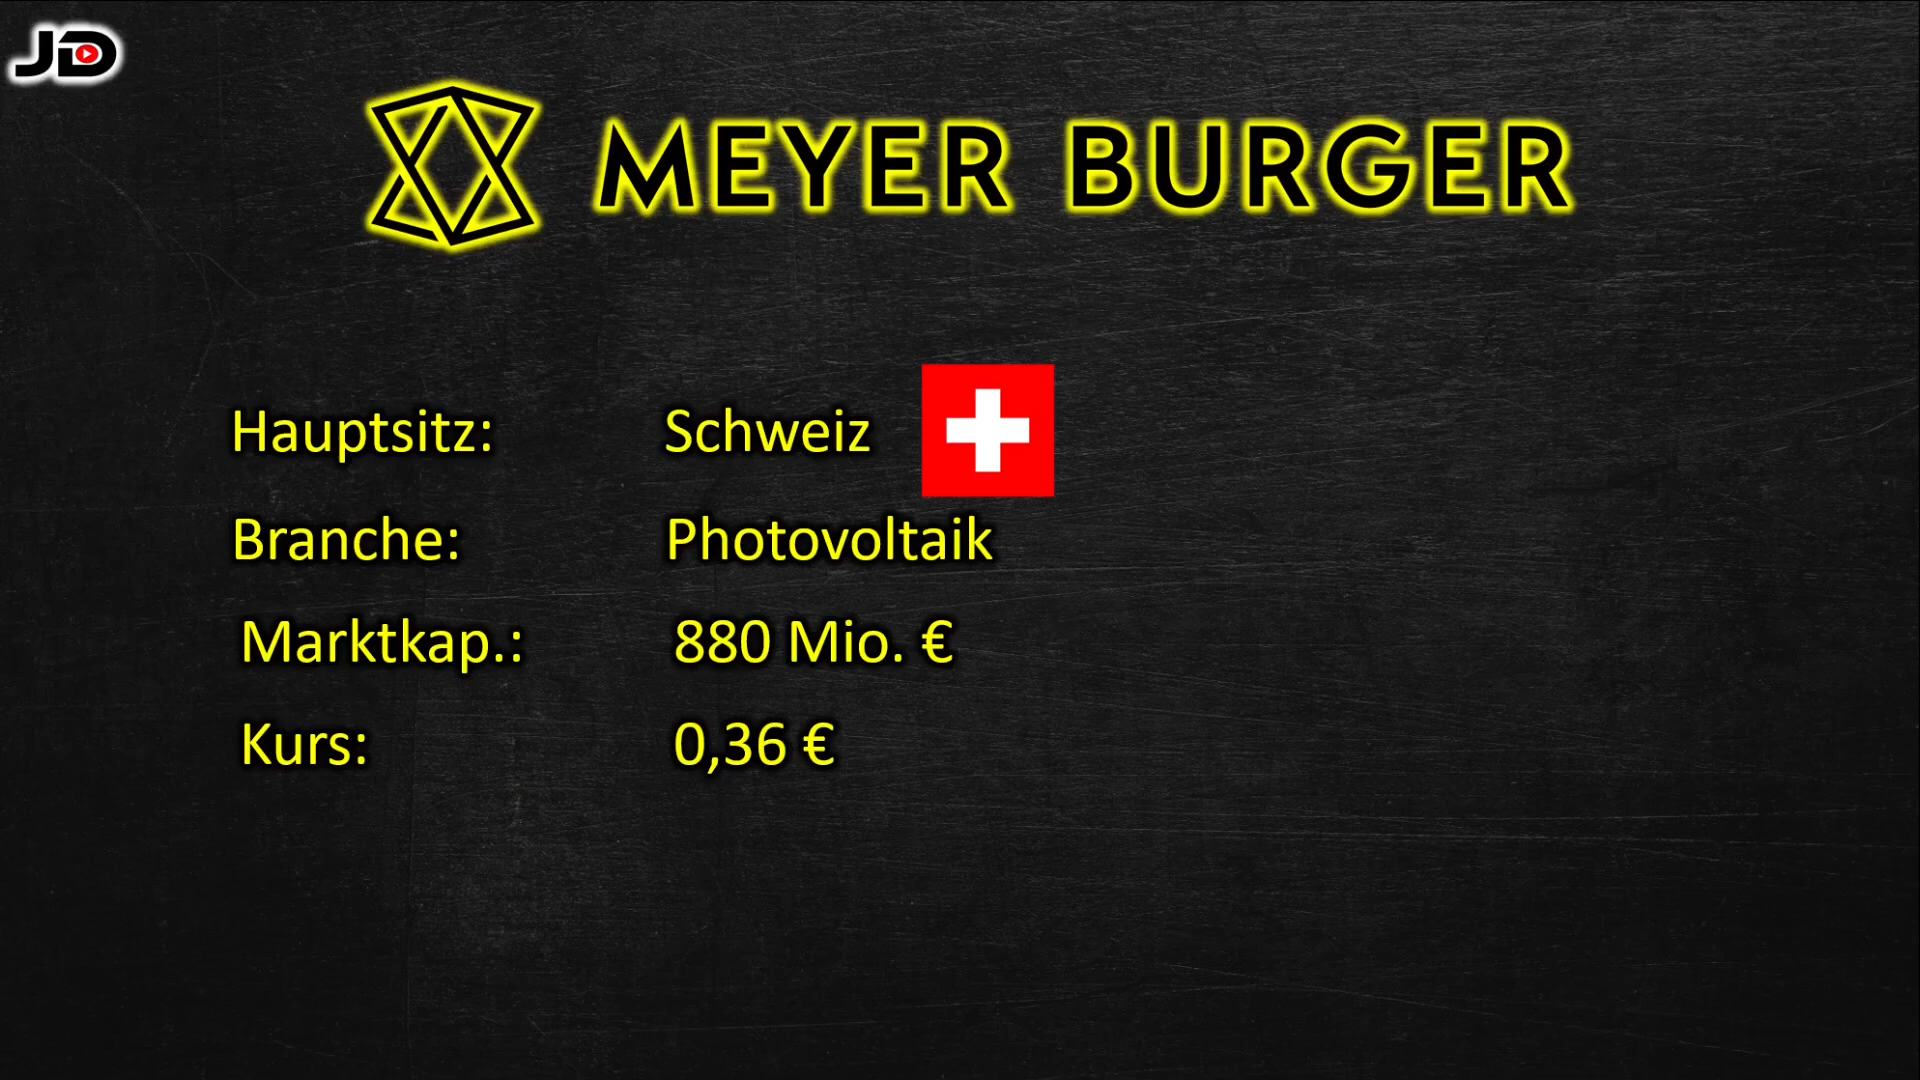 JD
MEYER BURGER
Hauptsitz: Schweiz
Branche: Photovoltaik
Marktkap.: 880 Mio. €
Kurs: 0,36 €